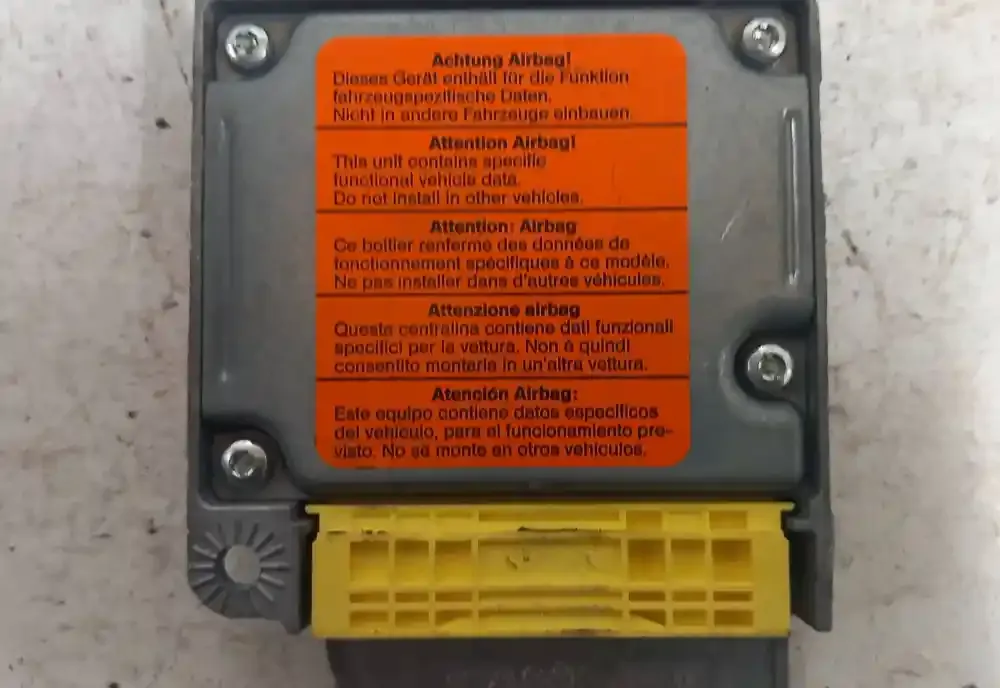 Achtung Airbag!
Dieses Gerät enthält für die Funktion
fahrzeugspezifische Daten.
Nicht in andere Fahrzeuge einbauen.
Attention Airbag!
This unit contains specific
functional vehicle data.
Do not install in other vehicles.
Attention: Airbag
Ce boîtier renferme des données de
fonctionnement spécifiques à ce modèle.
Ne pas installer dans d'autres véhicules.
Attenzione airbag
Questa centralina contiene dati funzionali
specifici per la vettura. Non è quindi
consentito montarla in un'altra vettura.
Atención Airbag:
Este equipo contiene datos específicos
del vehículo, para el funcionamiento pre-
visto. No se monte en otros vehículos.